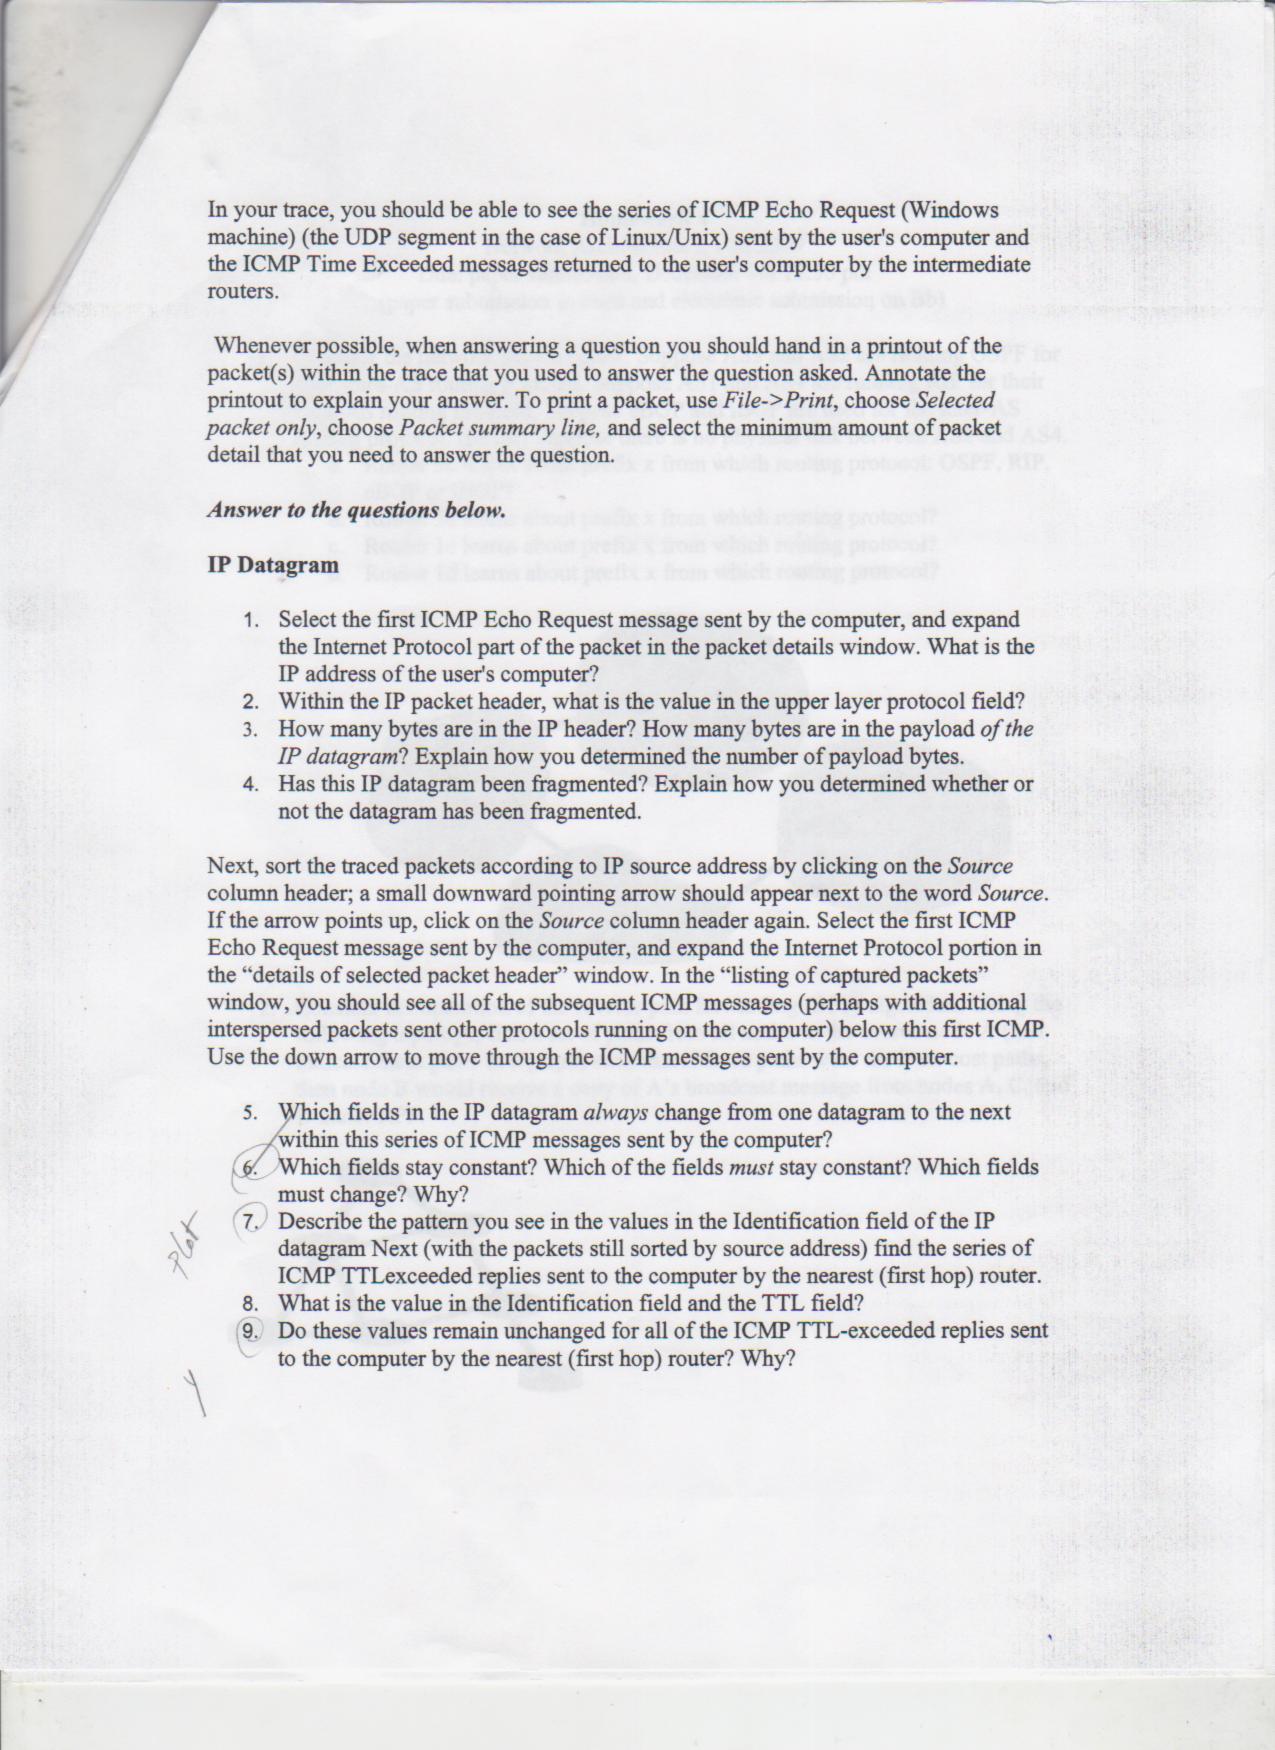 In your trace, you should be able to see the series of ICMP Echo Request (Windows
machine) (the UDP segment in the case of Linux/Unix) sent by the user's computer and
the ICMP Time Exceeded messages returned to the user's computer by the intermediate
routers.
Whenever possible, when answering a question you should hand in a printout of the
packet(s) within the trace that you used to answer the question asked. Annotate the
printout to explain your answer. To print a packet, use File->Print, choose Selected
packet only, choose Packet summary line, and select the minimum amount of packet
detail that you need to answer the question.
Answer to the questions below.
IP Datagram
1. Select the first ICMP Echo Request message sent by the computer, and expand
the Internet Protocol part of the packet in the packet details window. What is the
IP address of the user's computer?
2. Within the IP packet header, what is the value in the upper layer protocol field?
3. How many bytes are in the IP header? How many bytes are in the payload of the
IP datagram? Explain how you determined the number of payload bytes.
4. Has this IP datagram been fragmented? Explain how you determined whether or
not the datagram has been fragmented.
Next, sort the traced packets according to IP source address by clicking on the Source
column header; a small downward pointing arrow should appear next to the word Source.
If the arrow points up, click on the Source column header again. Select the first ICMP
Echo Request message sent by the computer, and expand the Internet Protocol portion in
the “details of selected packet header” window. In the “listing of captured packets”
window, you should see all of the subsequent ICMP messages (perhaps with additional
interspersed packets sent other protocols running on the computer) below this first ICMP.
Use the down arrow to move through the ICMP messages sent by the computer.
5. Which fields in the IP datagram always change from one datagram to the next
within this series of ICMP messages sent by the computer?
6. Which fields stay constant? Which of the fields must stay constant? Which fields
must change? Why?
7. Describe the pattern you see in the values in the Identification field of the IP
datagram Next (with the packets still sorted by source address) find the series of
ICMP TTLexceeded replies sent to the computer by the nearest (first hop) router.
8. What is the value in the Identification field and the TTL field?
9. Do these values remain unchanged for all of the ICMP TTL-exceeded replies sent
to the computer by the nearest (first hop) router? Why?
plot
Y